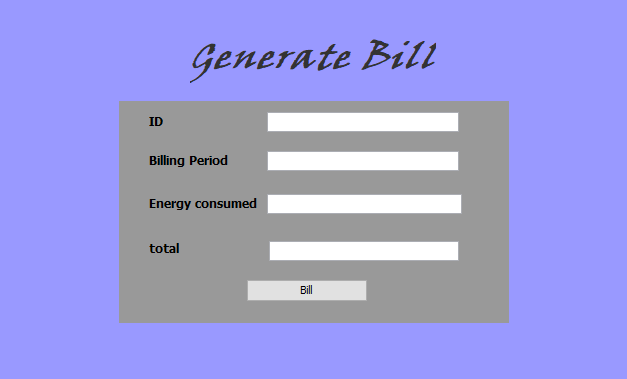 Generate Bill
ID
Billing Period
Energy consumed
total
Bill